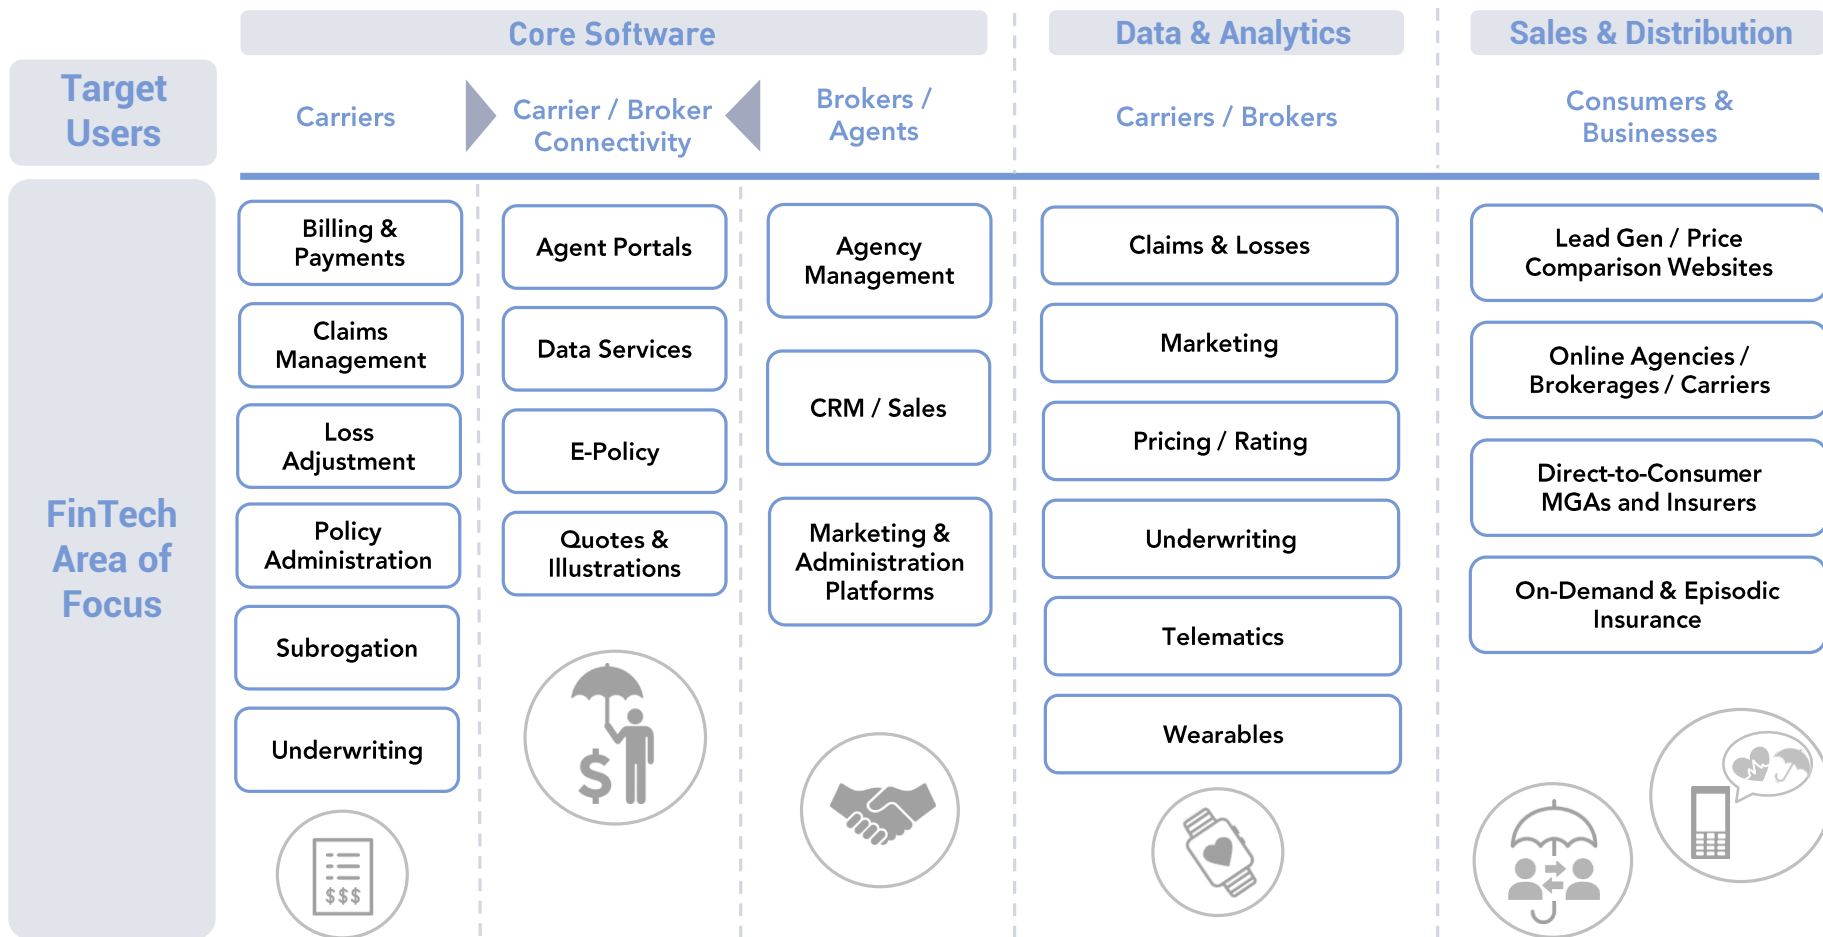 Core Software
Data & Analytics
Sales & Distribution
Target
Users
Carriers
Carrier / Broker
Connectivity
Brokers /
Agents
Carriers / Brokers
Consumers &
Businesses
FinTech
Area of
Focus
Billing &
Payments
Claims
Management
Loss
Adjustment
Policy
Administration
Subrogation
Underwriting
$$$
Agent Portals
Data Services
E-Policy
Quotes &
Illustrations
$
Agency
Management
CRM / Sales
Marketing &
Administration
Platforms
Claims & Losses
Marketing
Pricing / Rating
Underwriting
Telematics
Wearables
Lead Gen / Price
Comparison Websites
Online Agencies /
Brokerages / Carriers
Direct-to-Consumer
MGAs and Insurers
On-Demand & Episodic
Insurance